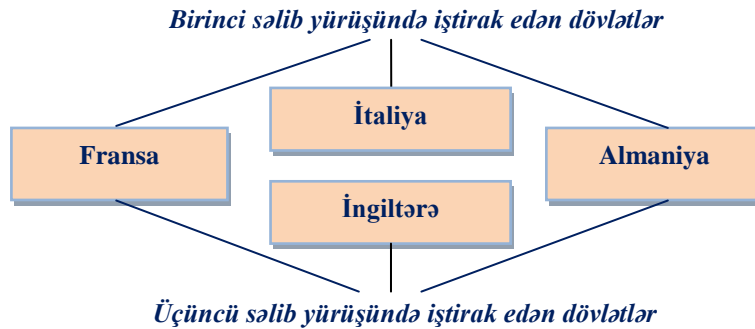 Birinci səlib yürüşündə iştirak edən dövlətlər
İtaliya
Fransa
Almaniya
İngiltərə
Üçüncü səlib yürüşündə iştirak edən dövlətlər